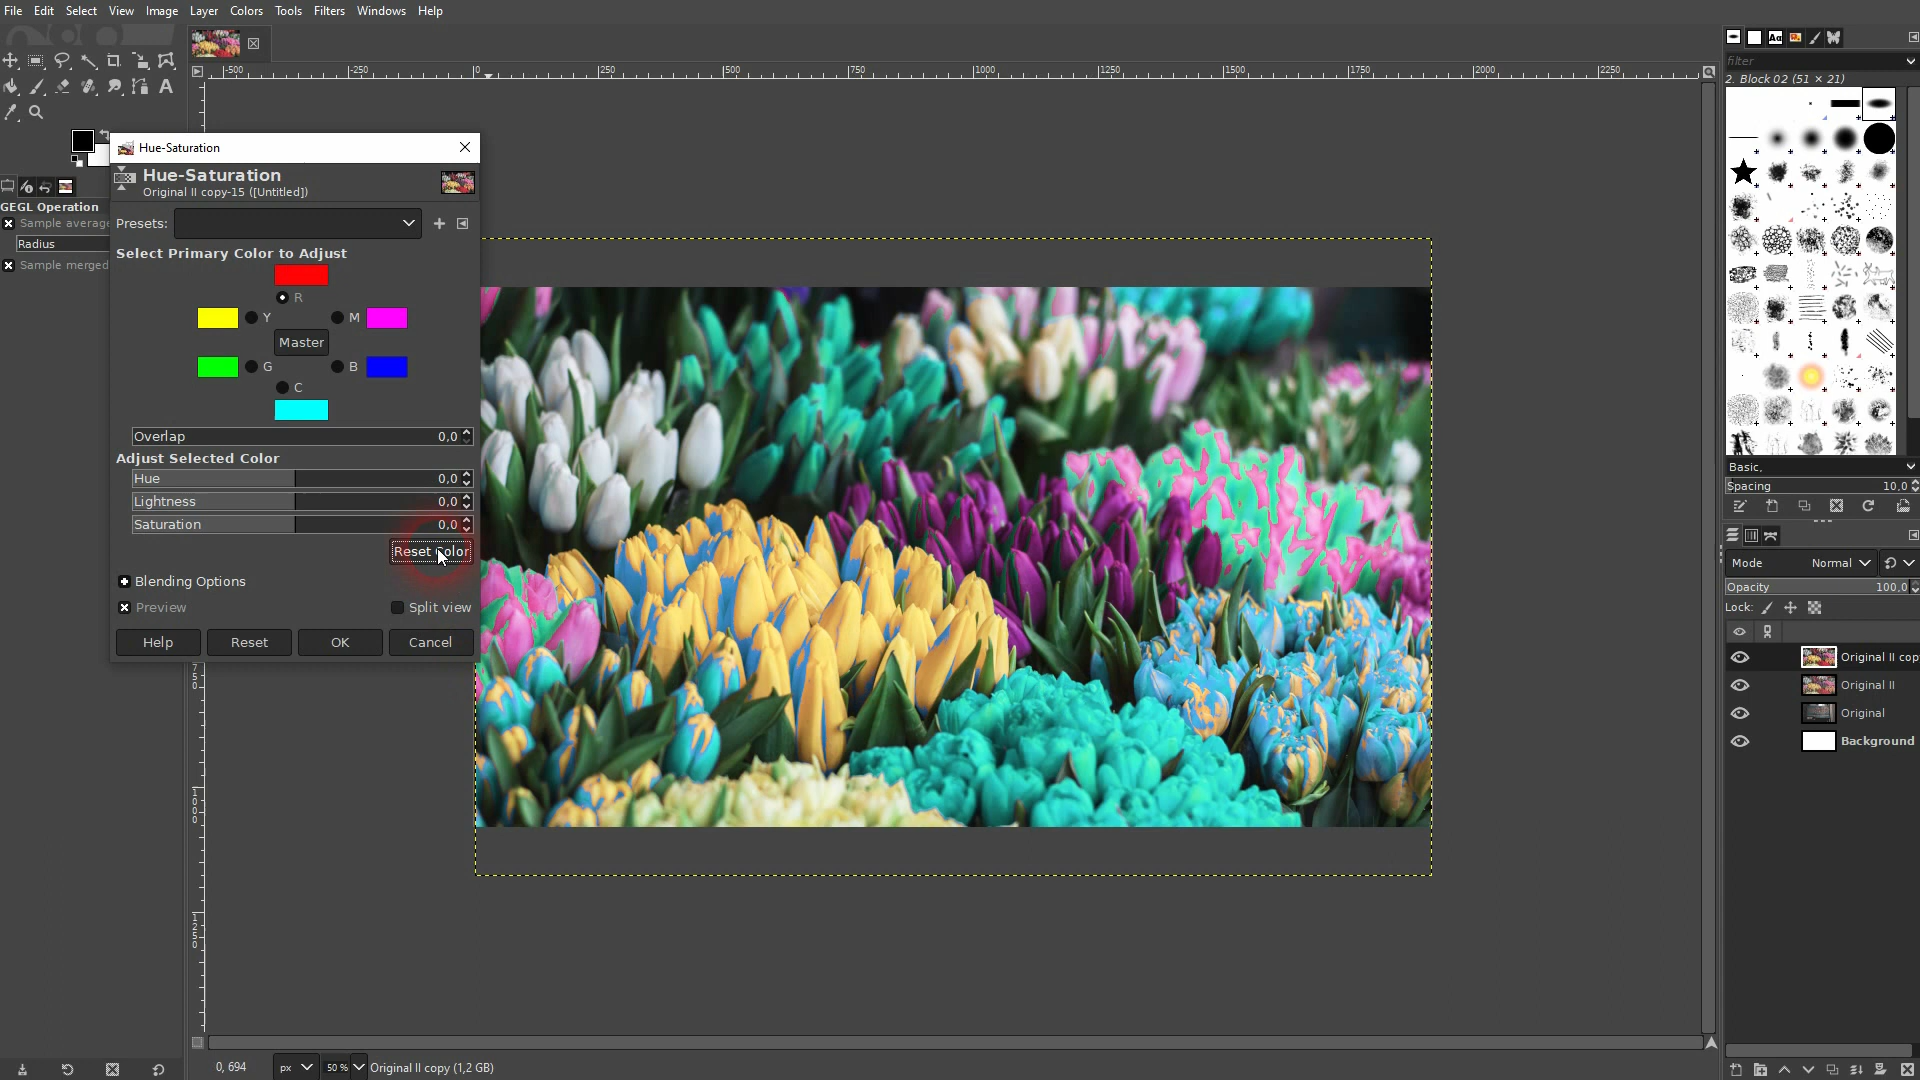 File Edit Select View Image Layer Colors Tools Filters Windows Help
-500 -250 0 250 500 750 1000 1250 1500 1750 2000 2250
filter
2. Block 02 (51 × 21)
Hue-Saturation
Hue-Saturation
Original II copy-15 ([Untitled])
GEGL Operation
Sample average
Radius
Sample merged
Presets:
Select Primary Color to Adjust
R
Y M
Master
G B
C
Overlap 0,0
Adjust Selected Color
Hue 0,0
Lightness 0,0
Saturation 0,0
Reset Color
Blending Options
Preview Split view
Help Reset OK Cancel
750
1000
1250
Basic,
Spacing 10,0
Mode Normal
Opacity 100,0
Lock:
Original II cop
Original II
Original
Background
0, 694 px 50 % Original II copy (1,2 GB)